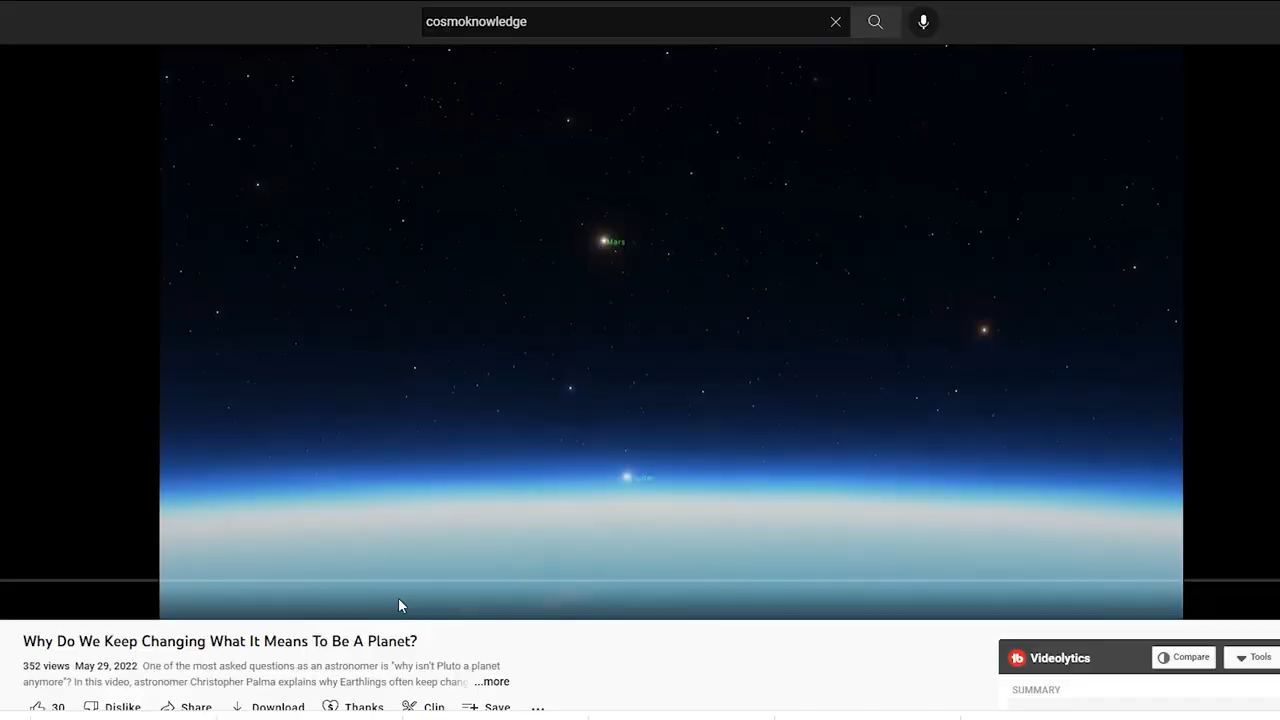 cosmoknowledge
Mars
Why Do We Keep Changing What It Means To Be A Planet?
352 views May 29, 2022 One of the most asked questions as an astronomer is "why isn't Pluto a planet
anymore"? In this video, astronomer Christopher Palma explains why Earthlings often keep chang ...more
30 Dislike Share Download Thanks Clip Save ...
tb Videolytics Compare Tools
SUMMARY